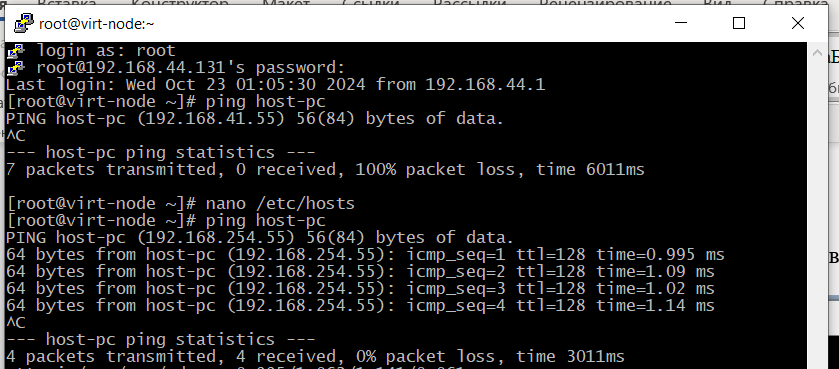 Вставка Конструктор Макет Ссылки Рассылки Рецензирование Вид Справка
root@virt-node:~
login as: root
root@192.168.44.131's password:
Last login: Wed Oct 23 01:05:30 2024 from 192.168.44.1
[root@virt-node ~]# ping host-pc
PING host-pc (192.168.41.55) 56(84) bytes of data.
^C
--- host-pc ping statistics ---
7 packets transmitted, 0 received, 100% packet loss, time 6011ms
[root@virt-node ~]# nano /etc/hosts
[root@virt-node ~]# ping host-pc
PING host-pc (192.168.254.55) 56(84) bytes of data.
64 bytes from host-pc (192.168.254.55): icmp_seq=1 ttl=128 time=0.995 ms
64 bytes from host-pc (192.168.254.55): icmp_seq=2 ttl=128 time=1.09 ms
64 bytes from host-pc (192.168.254.55): icmp_seq=3 ttl=128 time=1.02 ms
64 bytes from host-pc (192.168.254.55): icmp_seq=4 ttl=128 time=1.14 ms
^C
--- host-pc ping statistics ---
4 packets transmitted, 4 received, 0% packet loss, time 3011ms